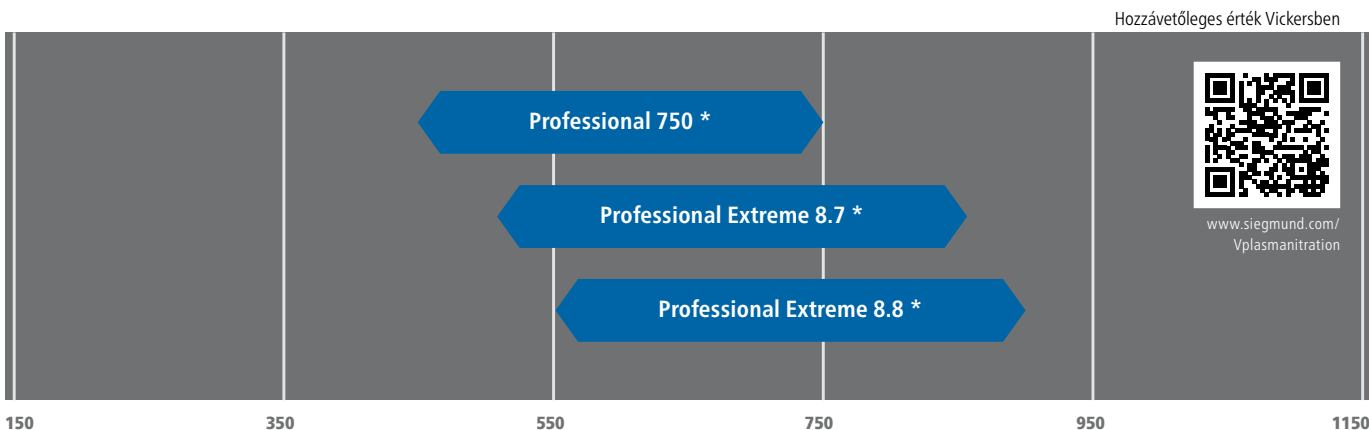 Hozzávetőleges érték Vickersben
Professional 750 *
Professional Extreme 8.7 *
www.siegmund.com/
Vplasmanitration
Professional Extreme 8.8 *
150 350 550 750 950 1150